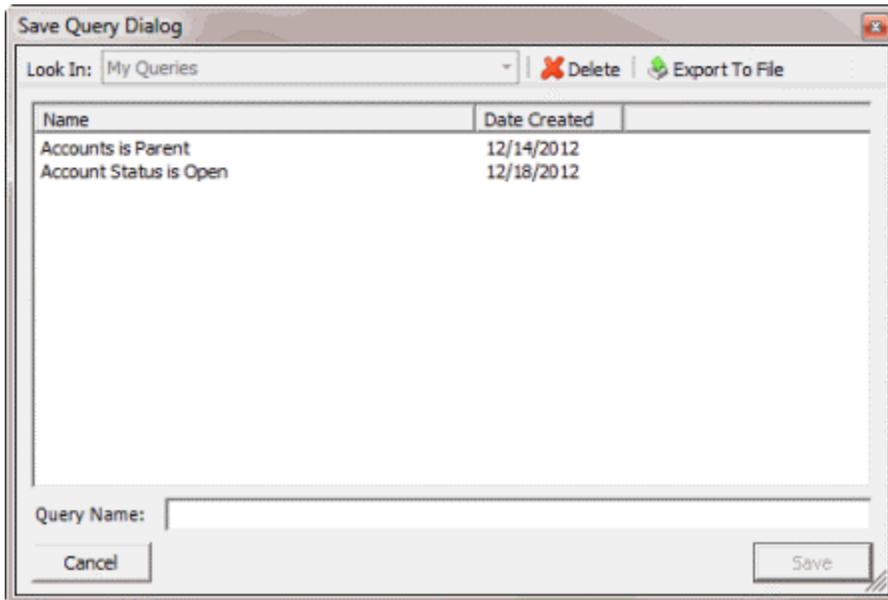 Save Query Dialog
Look In: My Queries Delete Export To File
Name Date Created
Accounts is Parent 12/14/2012
Account Status is Open 12/18/2012
Query Name:
Cancel Save